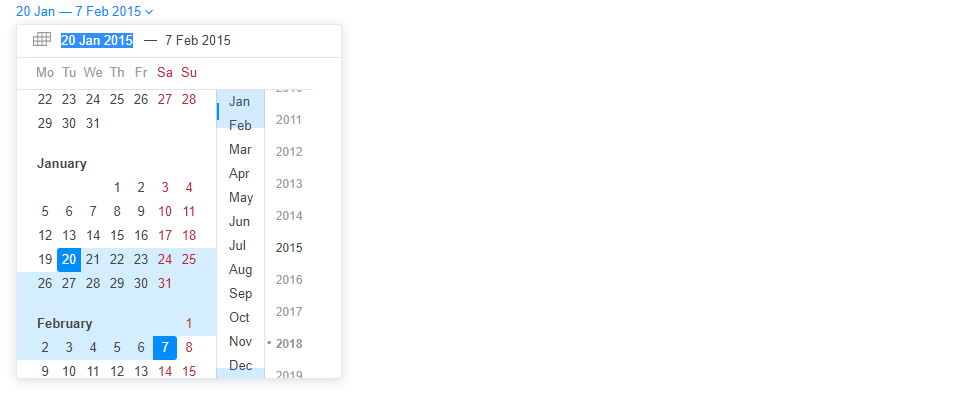 20 Jan — 7 Feb 2015
20 Jan 2015 — 7 Feb 2015
Mo Tu We Th Fr Sa Su
22 23 24 25 26 27 28
29 30 31
January
1 2 3 4
5 6 7 8 9 10 11
12 13 14 15 16 17 18
19 20 21 22 23 24 25
26 27 28 29 30 31
February 1
2 3 4 5 6 7 8
9 10 11 12 13 14 15
Jan
Feb
Mar
Apr
May
Jun
Jul
Aug
Sep
Oct
Nov
Dec
2010
2011
2012
2013
2014
2015
2016
2017
• 2018
2019